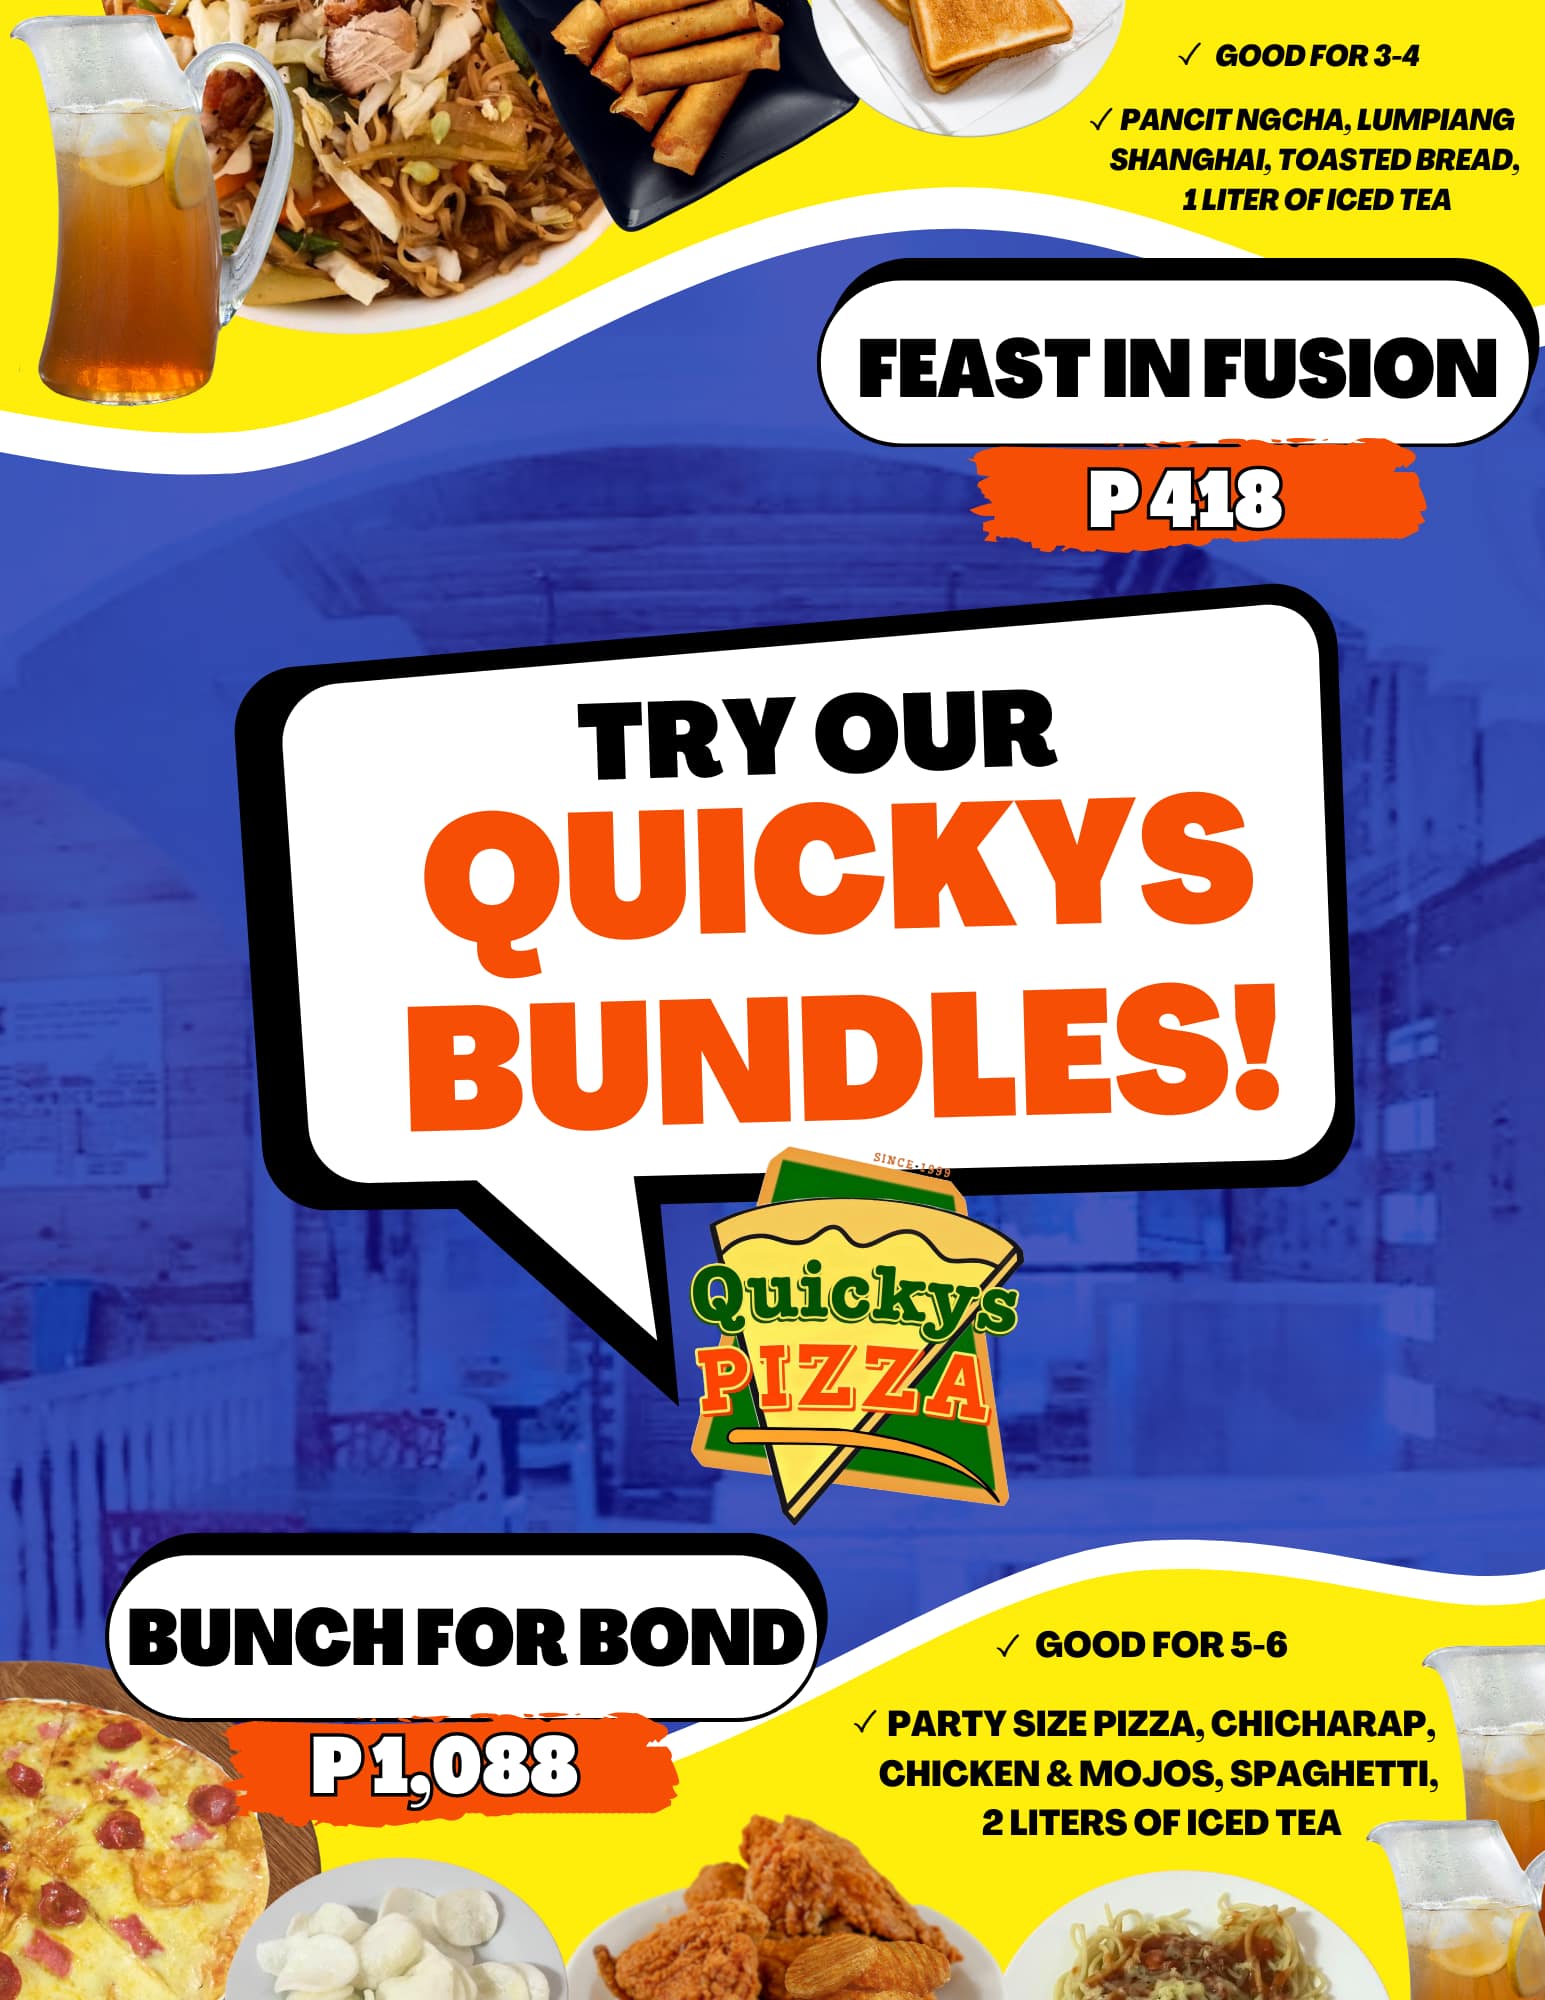 ✓ GOOD FOR 3-4
✓ PANCIT NGCHA, LUMPIANG
SHANGHAI, TOASTED BREAD,
1 LITER OF ICED TEA
FEAST IN FUSION
P 418
TRY OUR
QUICKYS
BUNDLES!
SINCE•1999
Quickys
PIZZA
BUNCH FOR BOND
P 1,088
✓ GOOD FOR 5-6
✓ PARTY SIZE PIZZA, CHICHARAP,
CHICKEN & MOJOS, SPAGHETTI,
2 LITERS OF ICED TEA